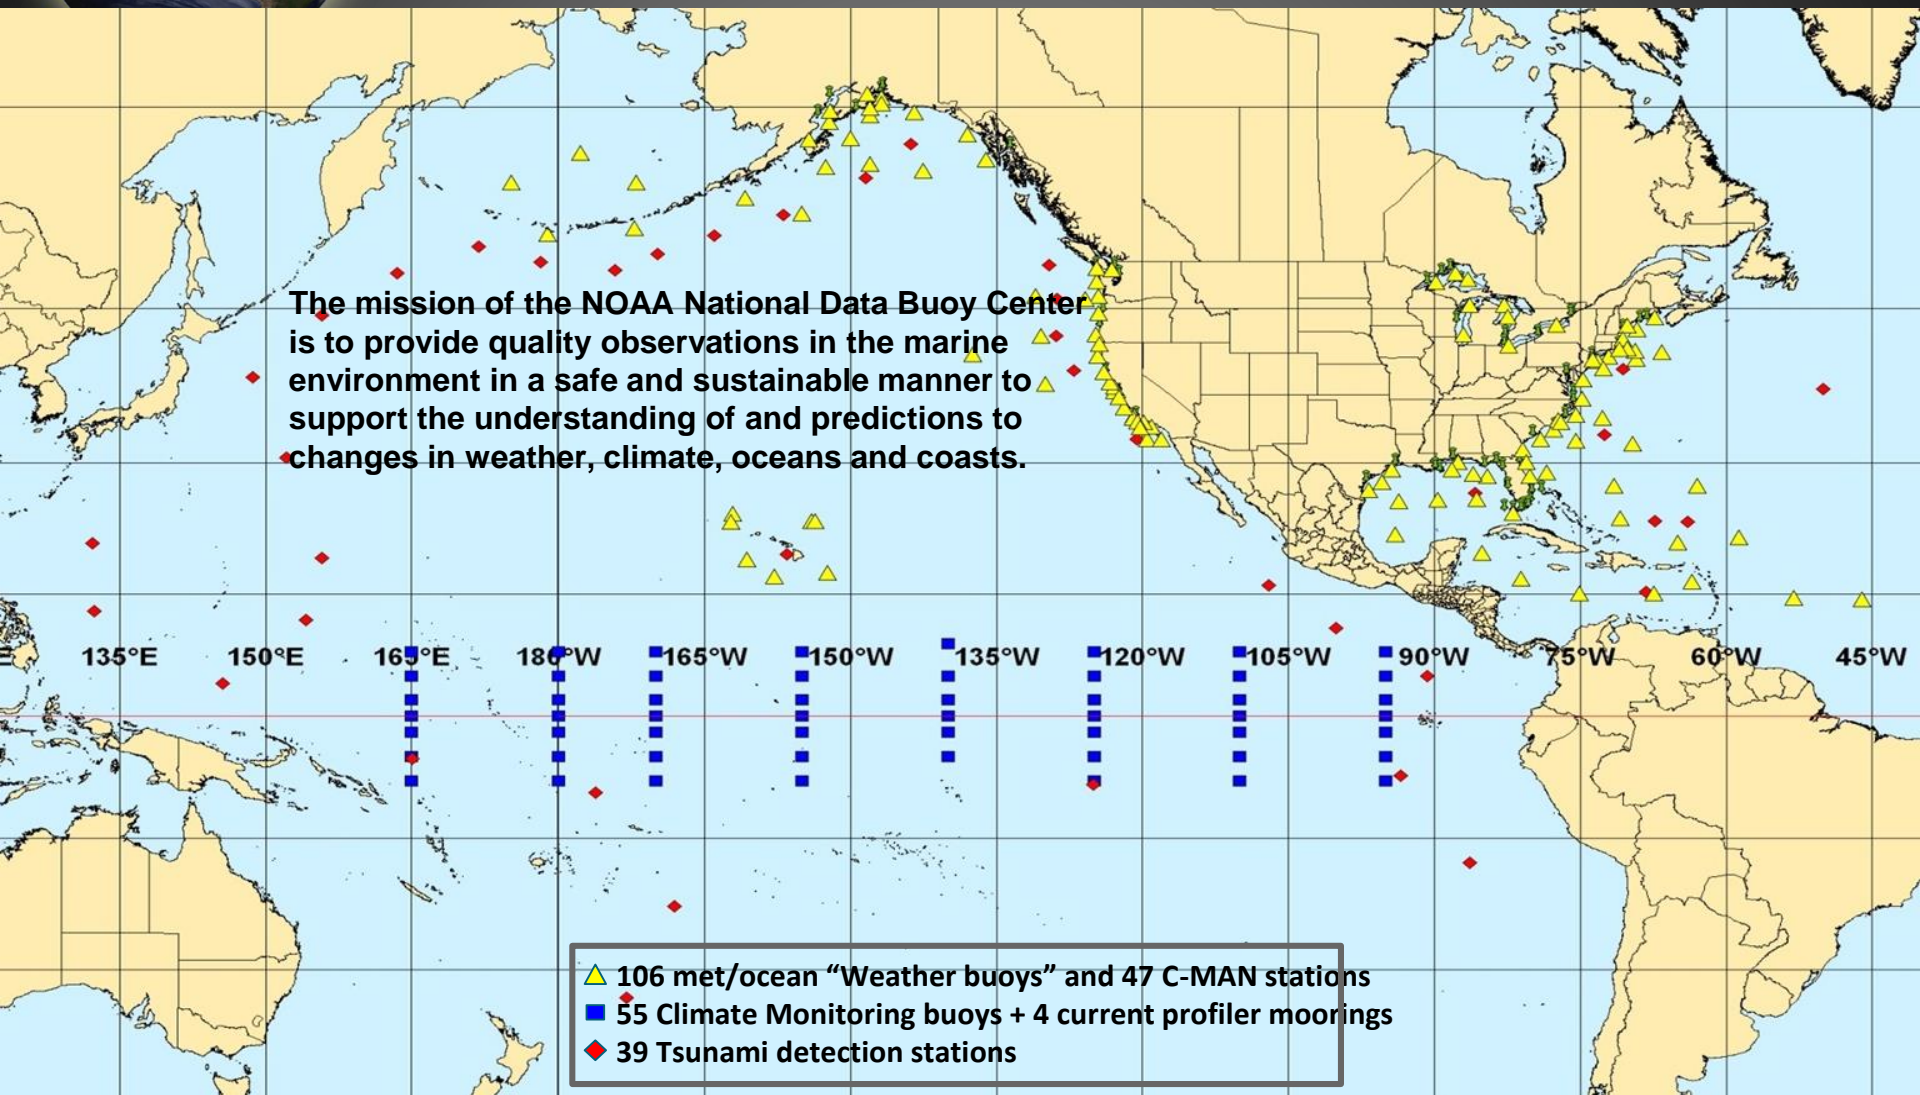 The mission of the NOAA National Data Buoy Center
is to provide quality observations in the marine
environment in a safe and sustainable manner to
support the understanding of and predictions to
changes in weather, climate, oceans and coasts.
E 135°E 150°E 165°E 180°W 165°W 150°W 135°W 120°W 105°W 90°W 75°W 60°W 45°W
106 met/ocean “Weather buoys” and 47 C-MAN stations
55 Climate Monitoring buoys + 4 current profiler moorings
39 Tsunami detection stations